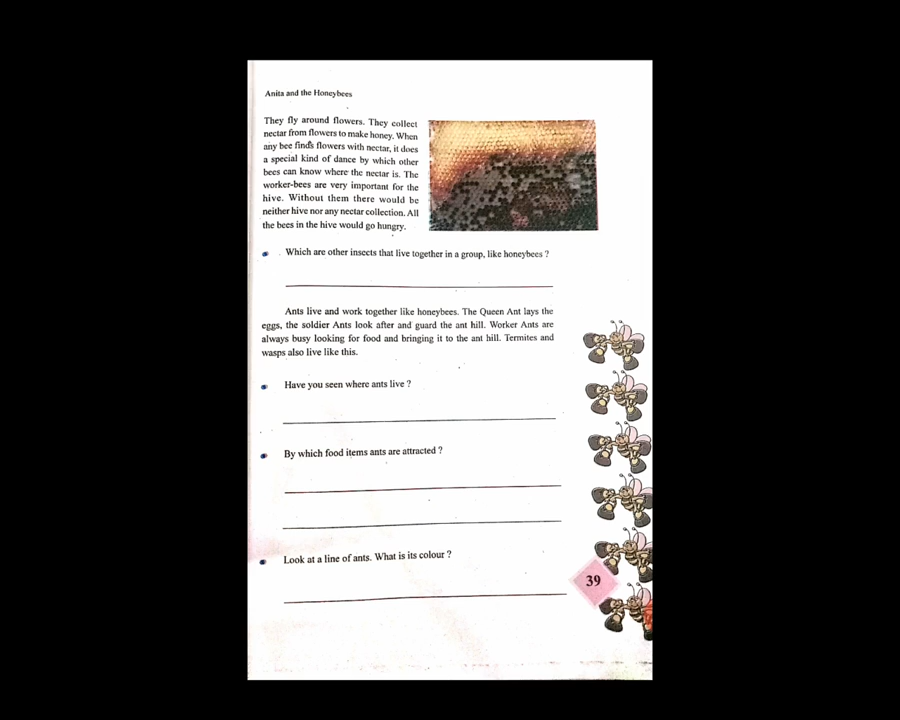 Anita and the Honeybees
They fly around flowers. They collect
nectar from flowers to make honey. When
any bee finds flowers with nectar, it does
a special kind of dance by which other
bees can know where the nectar is. The
worker-bees are very important for the
hive. Without them there would be
neither hive nor any nectar collection. All
the bees in the hive would go hungry.
Which are other insects that live together in a group, like honeybees ?
Ants live and work together like honeybees. The Queen Ant lays the
eggs, the soldier Ants look after and guard the ant hill. Worker Ants are
always busy looking for food and bringing it to the ant hill. Termites and
wasps also live like this.
Have you seen where ants live ?
By which food items ants are attracted ?
Look at a line of ants. What is its colour ?
39